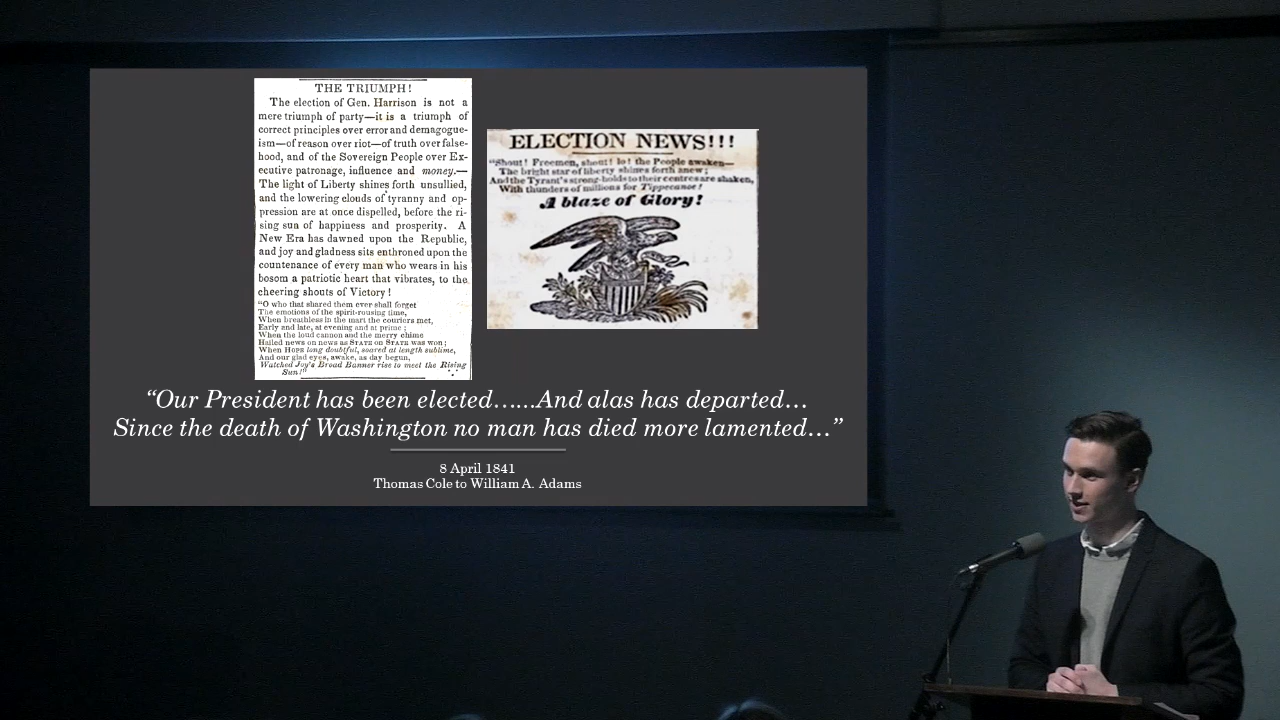 THE TRIUMPH!
The election of Gen. Harrison is not a
mere triumph of party—it is a triumph of
correct principles over error and demagogue-
ism—of reason over riot—of truth over false-
hood, and of the Sovereign People over Ex-
ecutive patronage, influence and money.—
The light of Liberty shines forth unsullied,
and the lowering clouds of tyranny and op-
pression are at once dispelled, before the ri-
sing sun of happiness and prosperity. A
New Era has dawned upon the Republic,
and joy and gladness sits enthroned upon the
countenance of every man who wears in his
bosom a patriotic heart that vibrates, to the
cheering shouts of Victory!
"O who that shared them ever shall forget
The emotions of the spirit-rousing time,
When breathless in the mart the couriers met,
Early and late, at evening and at prime;
When the loud cannon and the merry chime
Hailed news on news as STATE on STATE was won;
When HOPE long doubtful, soared at length sublime,
And our glad eyes, awake, as day begun,
Watched Joy's Broad Banner rise to meet the Rising
Sun!"
ELECTION NEWS!!!
"Shout! Freemen, shout! lo! the People awaken—
The bright star of liberty shines forth anew;
And the Tyrant's strong-holds to their centres are shaken,
With thunders of millions for Tippecanoe!
A blaze of Glory!
“Our President has been elected……And alas has departed…
Since the death of Washington no man has died more lamented…”
8 April 1841
Thomas Cole to William A. Adams